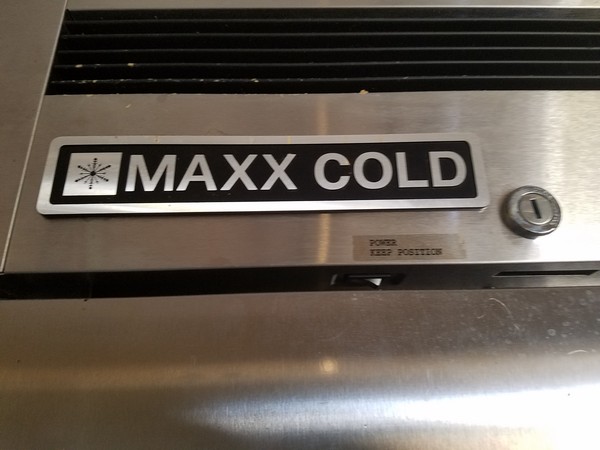 MAXX COLD
POWER
KEEP POSITION